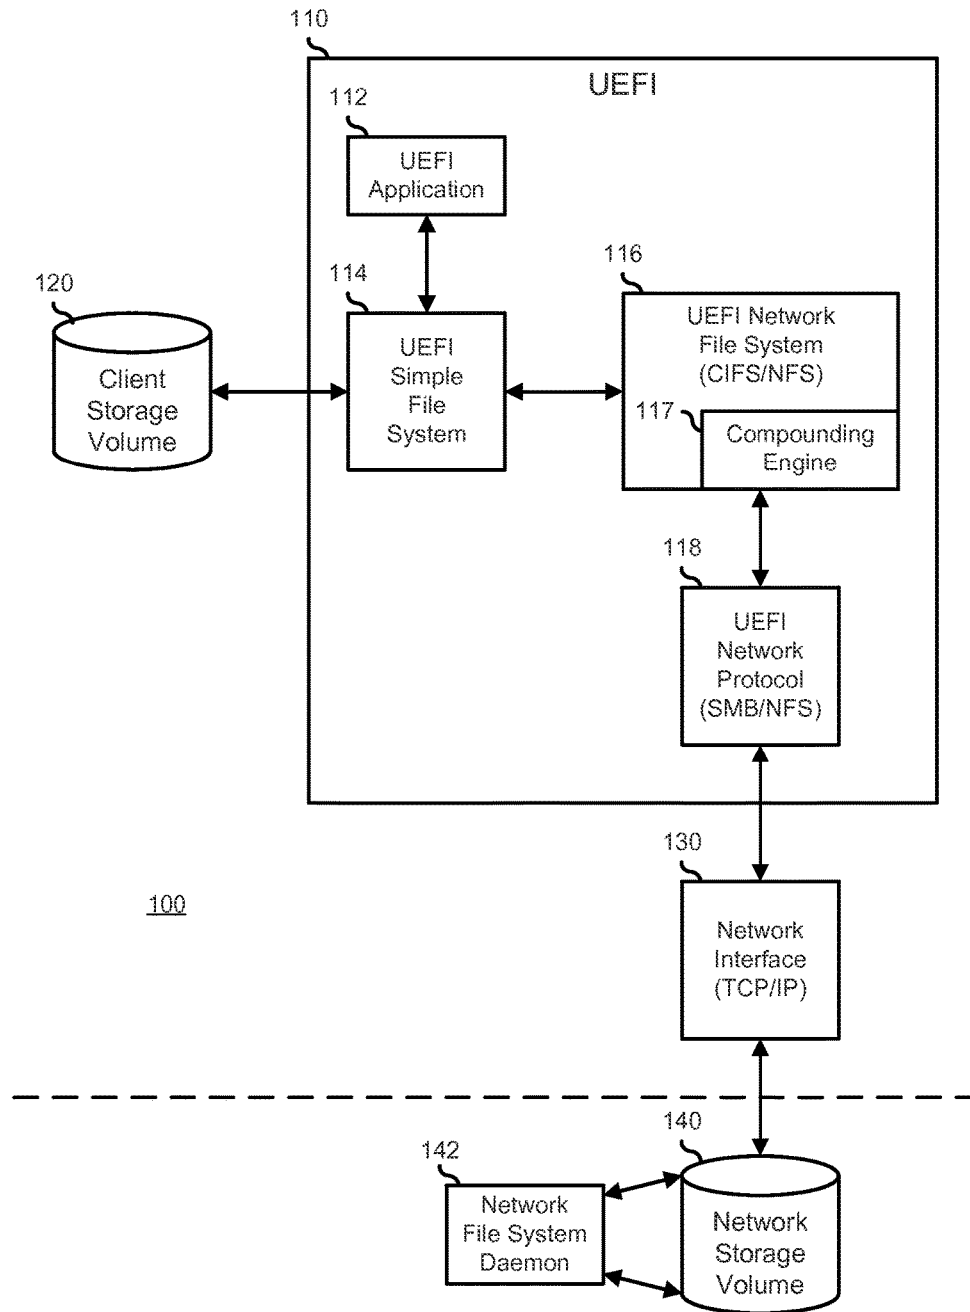 110
UEFI
112
UEFI
Application
120
Client
Storage
Volume
114
UEFI
Simple
File
System
116
UEFI Network
File System
(CIFS/NFS)
117
Compounding
Engine
118
UEFI
Network
Protocol
(SMB/NFS)
130
Network
Interface
(TCP/IP)
100
140
Network
Storage
Volume
142
Network
File System
Daemon